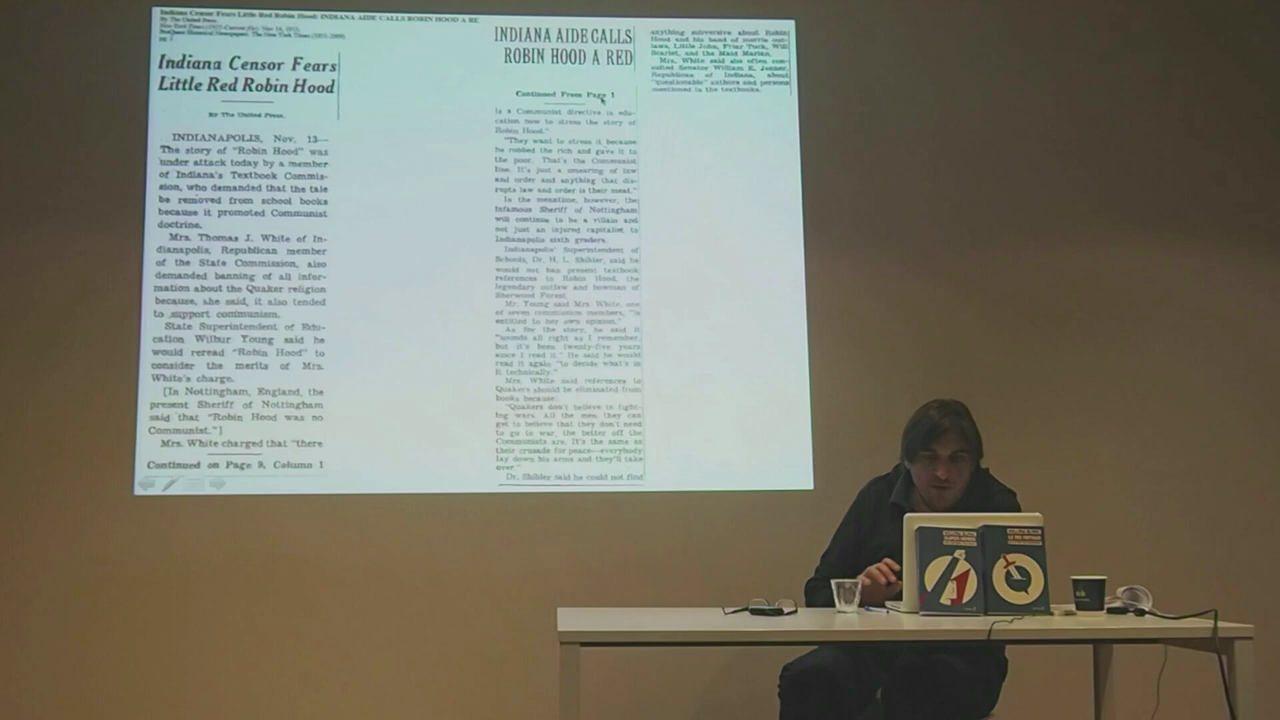 Indiana Censor Fears Little Red Robin Hood: INDIANA AIDE CALLS ROBIN HOOD A RE
By The United Press.
Indiana Censor Fears
Little Red Robin Hood
By The United Press.
INDIANAPOLIS, Nov. 13—
The story of "Robin Hood" was
under attack today by a member
of Indiana's Textbook Commis-
sion, who demanded that the tale
be removed from school books
because it promoted Communist
doctrine.
Mrs. Thomas J. White of In-
dianapolis, Republican member
of the State Commission, also
demanded banning of all infor-
mation about the Quaker religion
because, she said, it also tended
to support communism.
State Superintendent of Edu-
cation Wilbur Young said he
would reread "Robin Hood" to
consider the merits of Mrs.
White's charge.
[In Nottingham, England, the
present Sheriff of Nottingham
said that "Robin Hood was no
Communist."]
Mrs. White charged that "there
Continued on Page 9, Column 1
INDIANA AIDE CALLS
ROBIN HOOD A RED
Continued From Page 1
is a Communist directive in edu-
cation now to stress the story of
Robin Hood."
"They want to stress it because
he robbed the rich and gave it to
the poor. That's the Communist
line. It's just a smearing of law
and order and anything that dis-
rupts law and order is their meat."
In the meantime, however, the
infamous Sheriff of Nottingham
will continue to be a villain and
not just an injured capitalist to
Indianapolis sixth graders.
Indianapolis' Superintendent of
Schools, Dr. H. L. Shibler, said he
would not ban present textbook
references to Robin Hood, the
legendary outlaw and bowman of
Sherwood Forest.
Mr. Young said Mrs. White, one
of seven commission members, "is
entitled to her own opinion."
As for the story, he said it
"sounds all right as I remember,
but it's been twenty-five years
since I read it." He said he would
read it again "to decide what's in
it technically."
Mrs. White said references to
Quakers should be eliminated from
books because:
"Quakers don't believe in fight-
ing wars. All the men they can
get to believe that they don't need
to go to war, the better off the
Communists are. It's the same as
their crusade for peace—everybody
lay down his arms and they'll take
over."
Dr. Shibler said he could not find
anything subversive about Robin
Hood and his band of merrie out-
laws, Little John, Friar Tuck, Will
Scarlet, and the Maid Marian.
Mrs. White said she often con-
sulted Senator William E. Jenner,
Republican of Indiana, about
"questionable" authors and persons
mentioned in the textbooks.